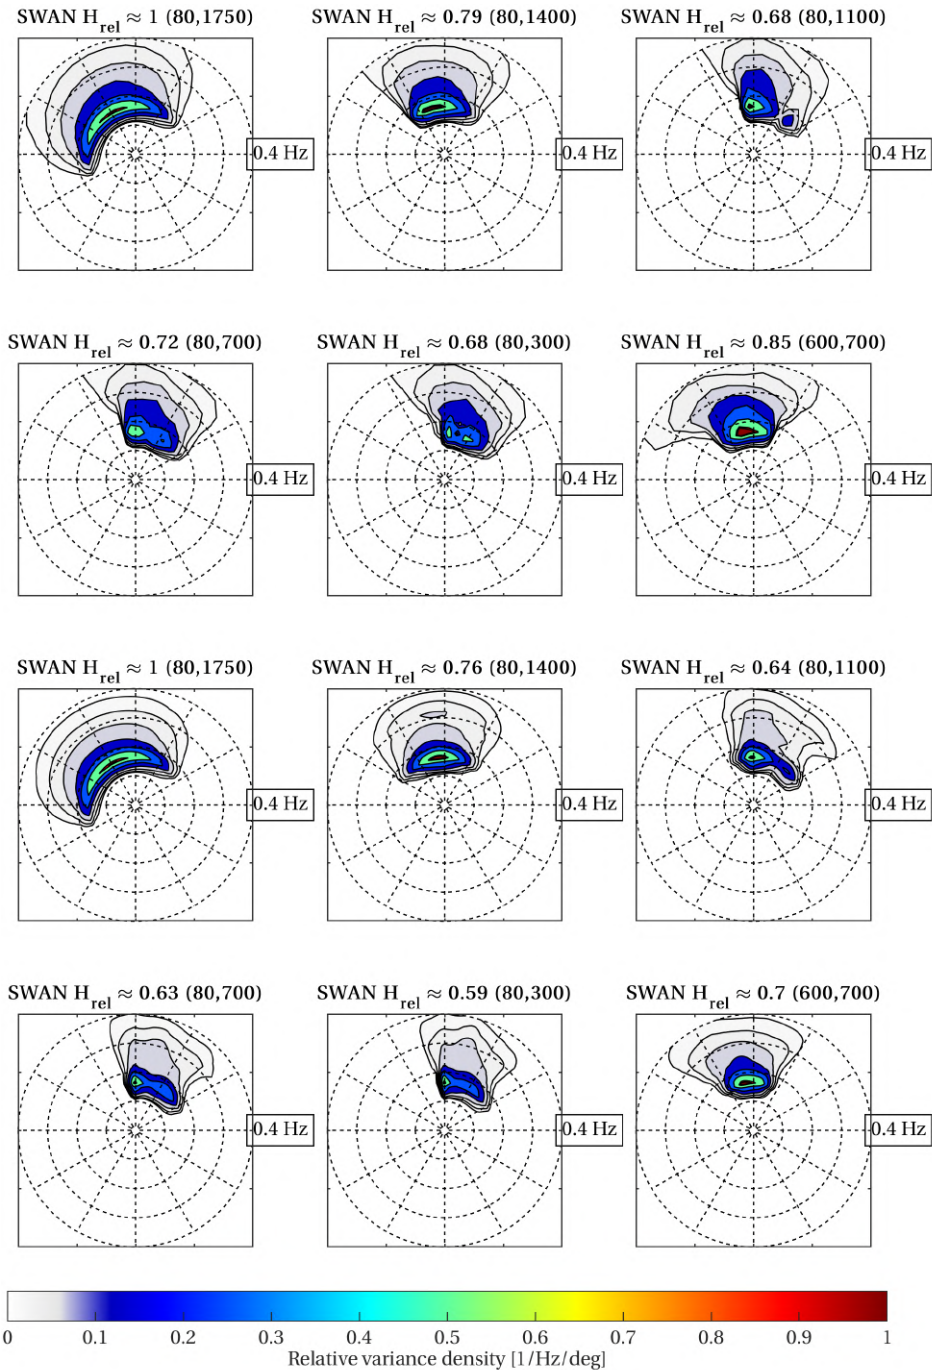 SWAN H_rel ≈ 1 (80,1750)
SWAN H_rel ≈ 0.79 (80,1400)
SWAN H_rel ≈ 0.68 (80,1100)
0.4 Hz
0.4 Hz
0.4 Hz
SWAN H_rel ≈ 0.72 (80,700)
SWAN H_rel ≈ 0.68 (80,300)
SWAN H_rel ≈ 0.85 (600,700)
0.4 Hz
0.4 Hz
0.4 Hz
SWAN H_rel ≈ 1 (80,1750)
SWAN H_rel ≈ 0.76 (80,1400)
SWAN H_rel ≈ 0.64 (80,1100)
0.4 Hz
0.4 Hz
0.4 Hz
SWAN H_rel ≈ 0.63 (80,700)
SWAN H_rel ≈ 0.59 (80,300)
SWAN H_rel ≈ 0.7 (600,700)
0.4 Hz
0.4 Hz
0.4 Hz
0 0.1 0.2 0.3 0.4 0.5 0.6 0.7 0.8 0.9 1
Relative variance density [1/Hz/deg]